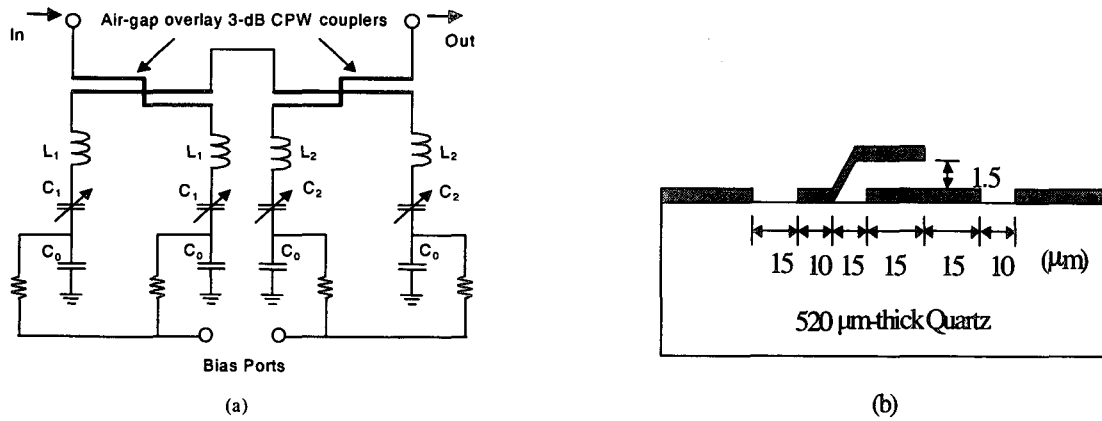 In
Air-gap overlay 3-dB CPW couplers
Out
L1 L1 L2 L2
C1 C1 C2 C2
C0 C0 C0 C0
Bias Ports
(a)
1.5
15 10 15 15 15 10 (μm)
520 μm-thick Quartz
(b)